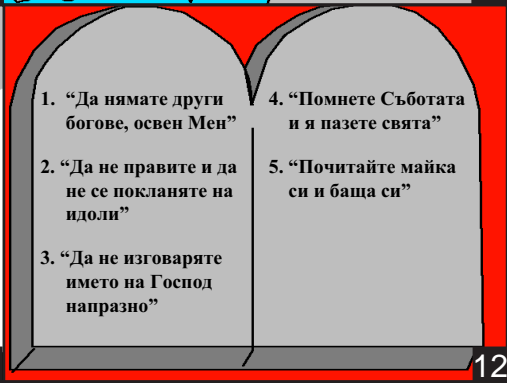 1. “Да нямате други
богове, освен Мен”
2. “Да не правите и да
не се покланяте на
идоли”
3. “Да не изговаряте
името на Господ
напразно”
4. “Помнете Съботата
и я пазете свята”
5. “Почитайте майка
си и баща си”
12